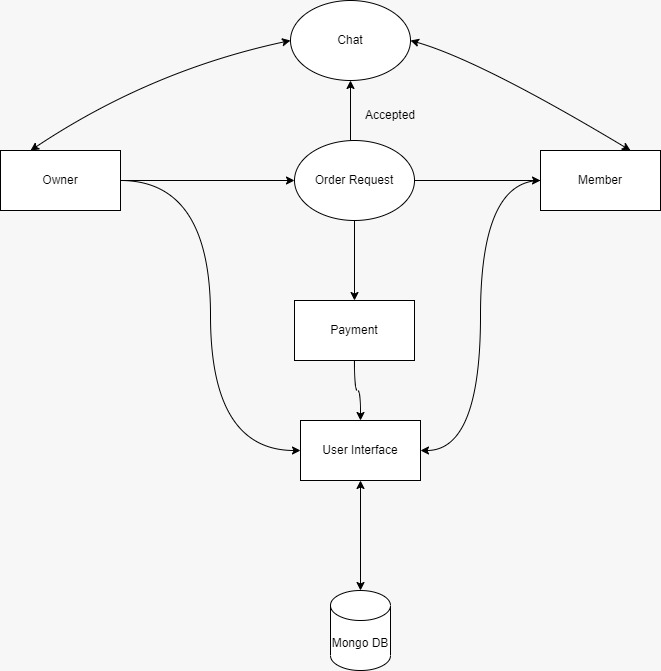 Chat
Accepted
Owner
Order Request
Member
Payment
User Interface
Mongo DB